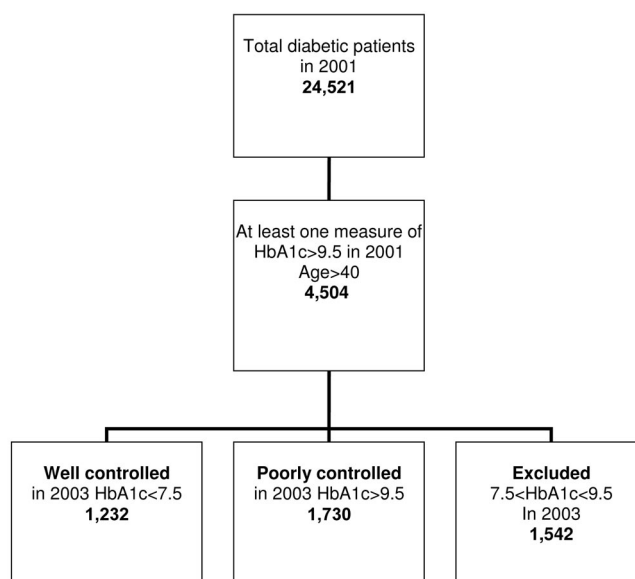 Total diabetic patients
in 2001
24,521
At least one measure of
HbA1c>9.5 in 2001
Age>40
4,504
Well controlled
in 2003 HbA1c<7.5
1,232
Poorly controlled
in 2003 HbA1c>9.5
1,730
Excluded
7.5<HbA1c<9.5
In 2003
1,542